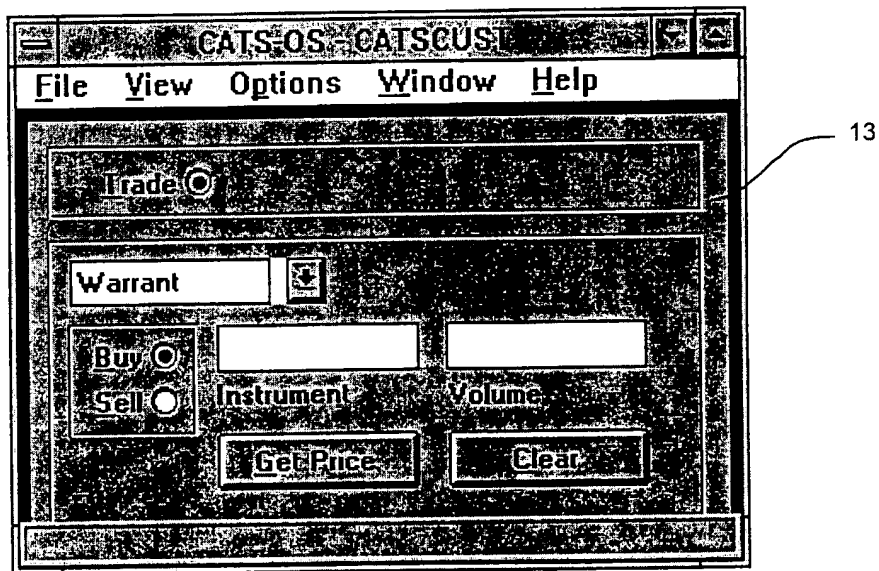 CATS-OS - CATSCUST
File View Options Window Help
13
Trade
Warrant
Buy
Sell
Instrument Volume
Get Price Clear